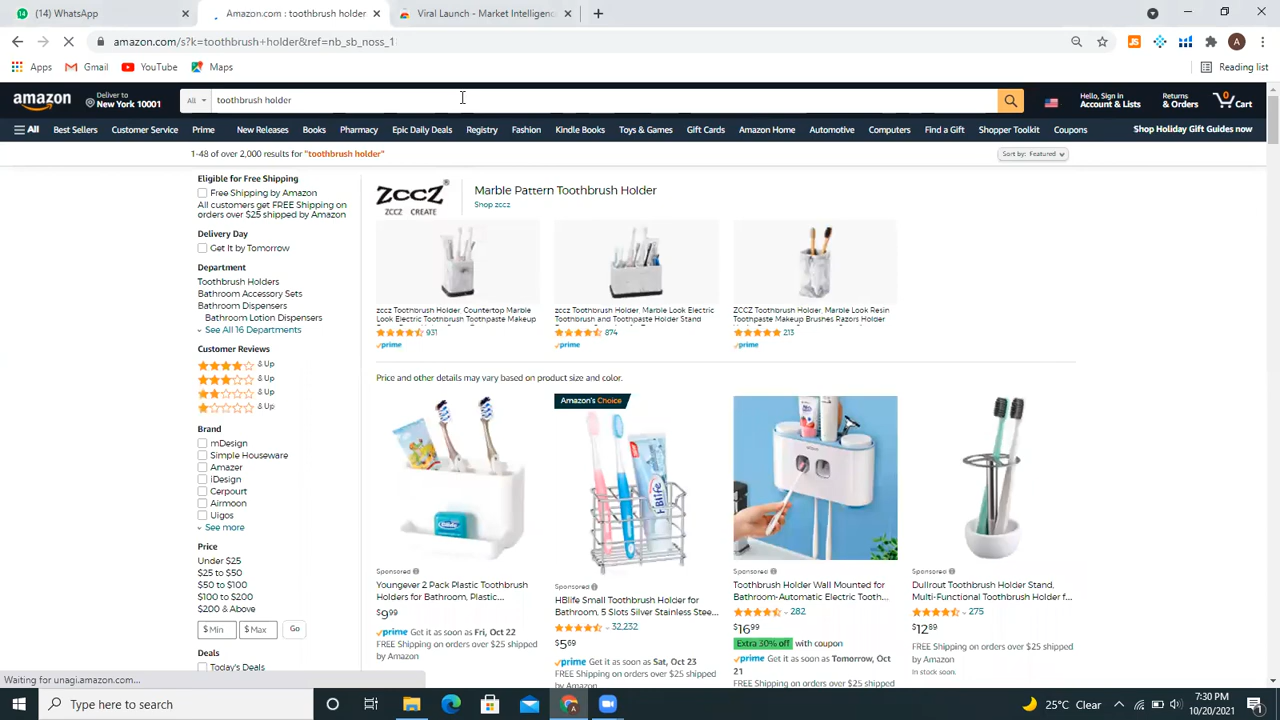 14 WhatsApp × Amazon.com : toothbrush holder × Viral Launch - Market Intelligenc × +
amazon.com/s?k=toothbrush+holder&ref=nb_sb_noss_1 JS A
Apps Gmail YouTube Maps Reading list
amazon Deliver to New York 10001 All toothbrush holder Hello, Sign in Account & Lists Returns & Orders 0 Cart
All Best Sellers Customer Service Prime New Releases Books Pharmacy Epic Daily Deals Registry Fashion Kindle Books Toys & Games Gift Cards Amazon Home Automotive Computers Find a Gift Shopper Toolkit Coupons Shop Holiday Gift Guides now
1-48 of over 2,000 results for "toothbrush holder" Sort by: Featured
Eligible for Free Shipping
Free Shipping by Amazon
All customers get FREE Shipping on
orders over $25 shipped by Amazon
Delivery Day
Get It by Tomorrow
Department
Toothbrush Holders
Bathroom Accessory Sets
Bathroom Dispensers
Bathroom Lotion Dispensers
See All 16 Departments
Customer Reviews
& Up
& Up
& Up
& Up
Brand
mDesign
Simple Houseware
Amazer
iDesign
Cerpourt
Airmoon
Uigos
See more
Price
Under $25
$25 to $50
$50 to $100
$100 to $200
$200 & Above
$ Min $ Max Go
Deals
Today's Deals
zccz®
ZCCZ CREATE
Marble Pattern Toothbrush Holder
Shop zccz
zccz Toothbrush Holder, Countertop Marble
Look Electric Toothbrush Toothpaste Makeup
931
prime
zccz Toothbrush Holder, Marble Look Electric
Toothbrush and Toothpaste Holder Stand
874
prime
ZCCZ Toothbrush Holder, Marble Look Resin
Toothpaste Makeup Brushes Razors Holder
213
prime
Price and other details may vary based on product size and color.
Sponsored
Youngever 2 Pack Plastic Toothbrush
Holders for Bathroom, Plastic...
$9.99
prime Get it as soon as Fri, Oct 22
FREE Shipping on orders over $25 shipped
by Amazon
Amazon's Choice
HBlife
Sponsored
HBlife Small Toothbrush Holder for
Bathroom, 5 Slots Silver Stainless Stee...
32,232
$5.69
prime Get it as soon as Sat, Oct 23
FREE Shipping on orders over $25 shipped
by Amazon
Sponsored
Toothbrush Holder Wall Mounted for
Bathroom-Automatic Electric Tooth...
282
$16.99
Extra 30% off with coupon
prime Get it as soon as Tomorrow, Oct
21
FREE Shipping on orders over $25 shipped
Sponsored
Dullrout Toothbrush Holder Stand,
Multi-Functional Toothbrush Holder f...
275
$12.89
FREE Shipping on orders over $25 shipped
by Amazon
In stock soon.
Waiting for unagi.amazon.com...
Type here to search 25°C Clear 7:30 PM
10/20/2021 1